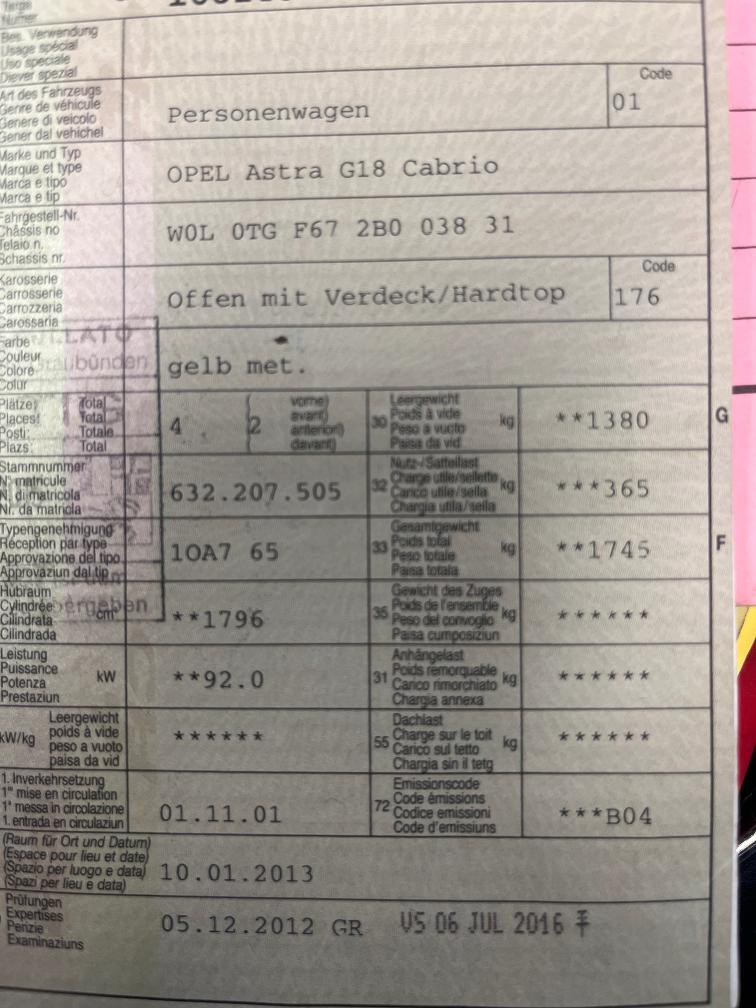 Numer
Bes. Verwendung
Usage spécial
Uso speciale
Diever spezial
Art des Fahrzeugs
Genre de véhicule
Genere di veicolo
Gener dal vehichel
Personenwagen
Code
01
Marke und Typ
Marque et type
Marca e tipo
Marca e tip
OPEL Astra G18 Cabrio
Fahrgestell-Nr.
Châssis no
Telaio n.
Schassis nr.
W0L 0TG F67 2B0 038 31
Karosserie
Carrosserie
Carrozzeria
Carossaria
Offen mit Verdeck/Hardtop
Code
176
Farbe
Couleur
Colore
Colur
gelb met.
Plätze: Total
Places: Total
Posti: Totale
Plazs: Total
4
2
vorne)
avant)
anteriori)
davant)
30
Leergewicht
Poids à vide
Peso a vuoto
Paisa da vid
kg
**1380
G
Stammnummer
N° matricule
N. di matricola
Nr. da matricla
632.207.505
32
Nutz-/Sattellast
Charge utile/sellette
Carico utile/sella
Chargia utila/sella
kg
***365
Typengenehmigung
Réception par type
Approvazione del tipo
Approvaziun dal tip
1OA7 65
33
Gesamtgewicht
Poids total
Peso totale
Paisa totala
kg
**1745
F
Hubraum
Cylindrée
Cilindrata
Cilindrada
cm³
**1796
35
Gewicht des Zuges
Poids de l'ensemble
Peso del convoglio
Paisa cumposiziun
kg
******
Leistung
Puissance
Potenza
Prestaziun
kW
**92.0
31
Anhängelast
Poids remorquable
Carico rimorchiato
Chargia annexa
kg
******
kW/kg
Leergewicht
poids à vide
peso a vuoto
paisa da vid
******
55
Dachlast
Charge sur le toit
Carico sul tetto
Chargia sin il tetg
kg
******
1. Inverkehrsetzung
1re mise en circulation
1a messa in circolazione
1. entrada en circulaziun
01.11.01
72
Emissionscode
Code émissions
Codice emissioni
Code d'emissiuns
***B04
(Raum für Ort und Datum)
(Espace pour lieu et date)
(Spazio per luogo e data)
(Spazi per lieu e data)
10.01.2013
Prüfungen
Expertises
Perizie
Examinaziuns
05.12.2012 GR
VS 06 JUL 2016